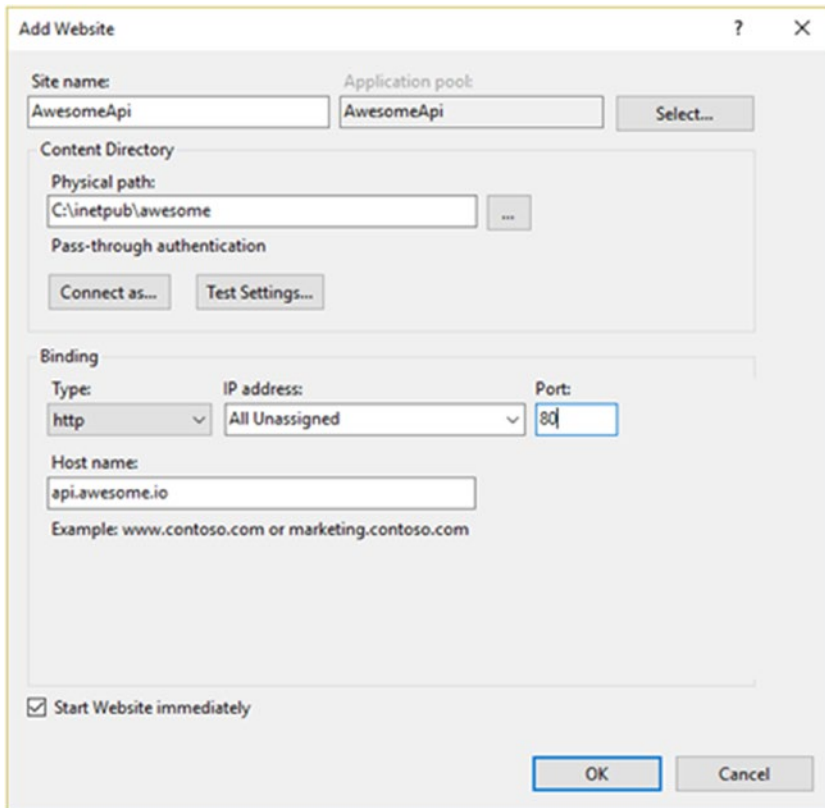 Add Website
?
Site name:
Application pool:
AwesomeApi
AwesomeApi
Select...
Content Directory
Physical path:
C:\inetpub\awesome
...
Pass-through authentication
Connect as...
Test Settings...
Binding
Type:
IP address:
Port:
http
All Unassigned
80
Host name:
api.awesome.io
Example: www.contoso.com or marketing.contoso.com
Start Website immediately
OK
Cancel